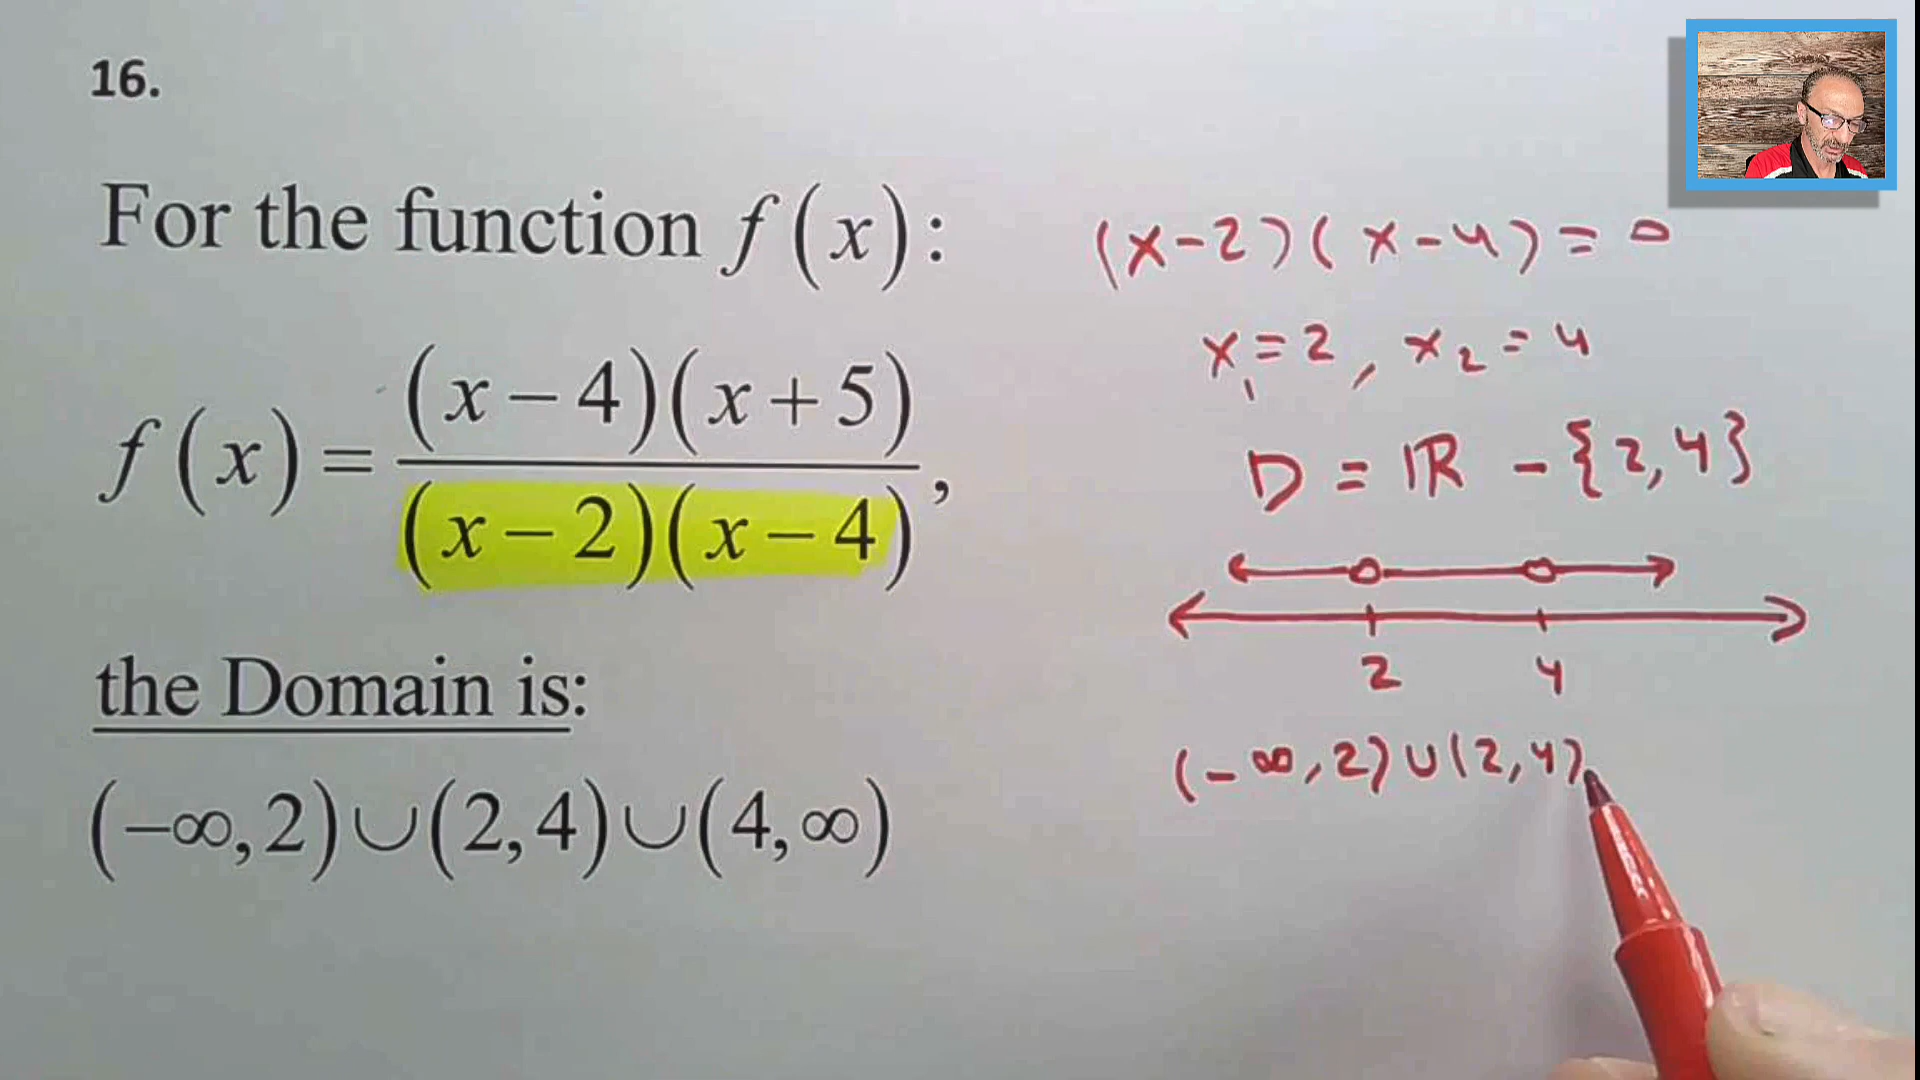 16.
For the function f(x):
f(x) = (x − 4)(x + 5) / (x − 2)(x − 4),
the Domain is:
(−∞, 2) ∪ (2, 4) ∪ (4, ∞)
(x − 2)(x − 4) = 0
x₁ = 2, x₂ = 4
D = ℝ − {2, 4}
2 4
(−∞, 2) ∪ (2, 4)